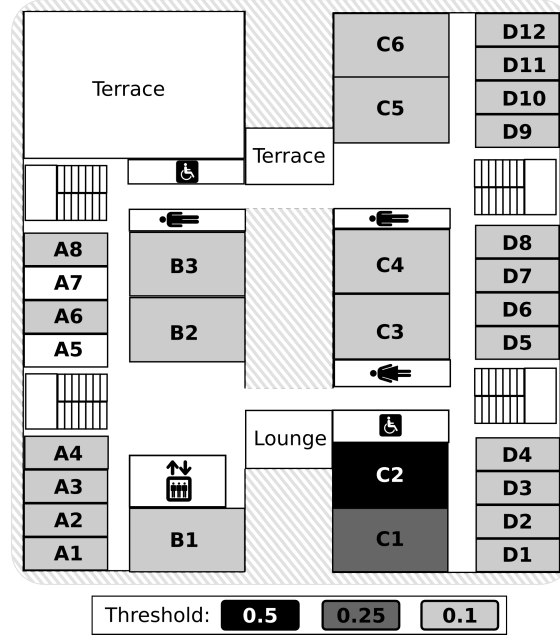 Terrace
C6
D12
D11
C5
D10
D9
Terrace
A8
B3
C4
D8
A7
D7
A6
B2
C3
D6
A5
D5
Lounge
A4
D4
A3
C2
D3
A2
D2
A1
B1
C1
D1
Threshold: 0.5 0.25 0.1